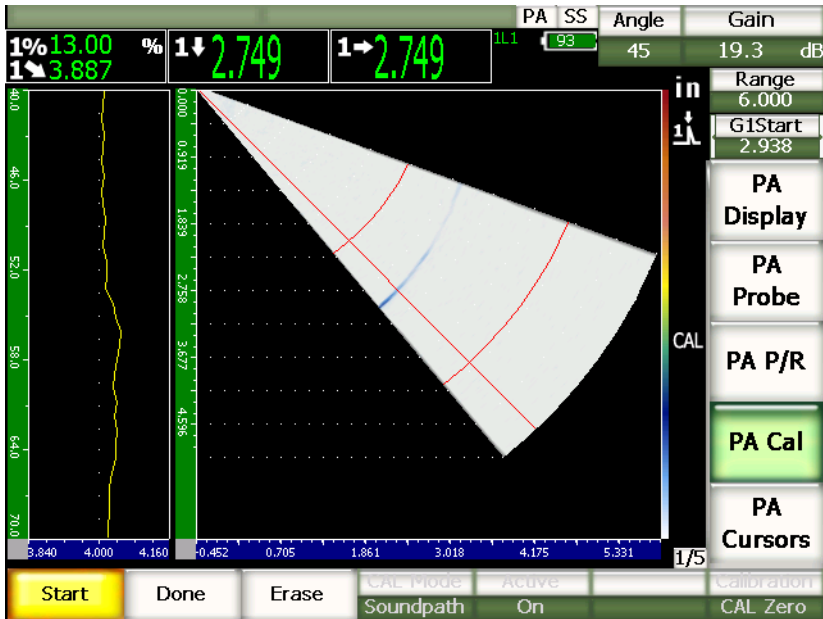 PA SS Angle Gain
1L1 93 45 19.3 dB
1% 13.00 %
1 3.887
1 2.749
1 2.749
in
Range
6.000
G1Start
2.938
PA
Display
PA
Probe
PA P/R
CAL
PA Cal
PA
Cursors
40.0
46.0
52.0
58.0
64.0
70.0
3.840 4.000 4.160
0.000
0.919
1.839
2.758
3.677
4.596
-0.452 0.705 1.861 3.018 4.175 5.331
1/5
Start Done Erase
CAL Mode Active Calibration
Soundpath On CAL Zero